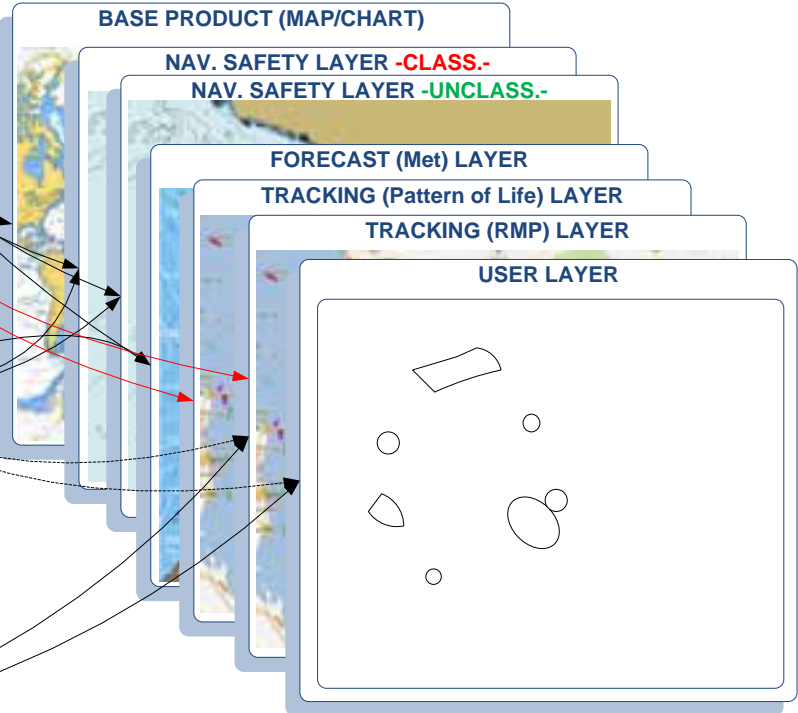 BASE PRODUCT (MAP/CHART)
NAV. SAFETY LAYER -CLASS.-
NAV. SAFETY LAYER -UNCLASS.-
FORECAST (Met) LAYER
TRACKING (Pattern of Life) LAYER
TRACKING (RMP) LAYER
USER LAYER